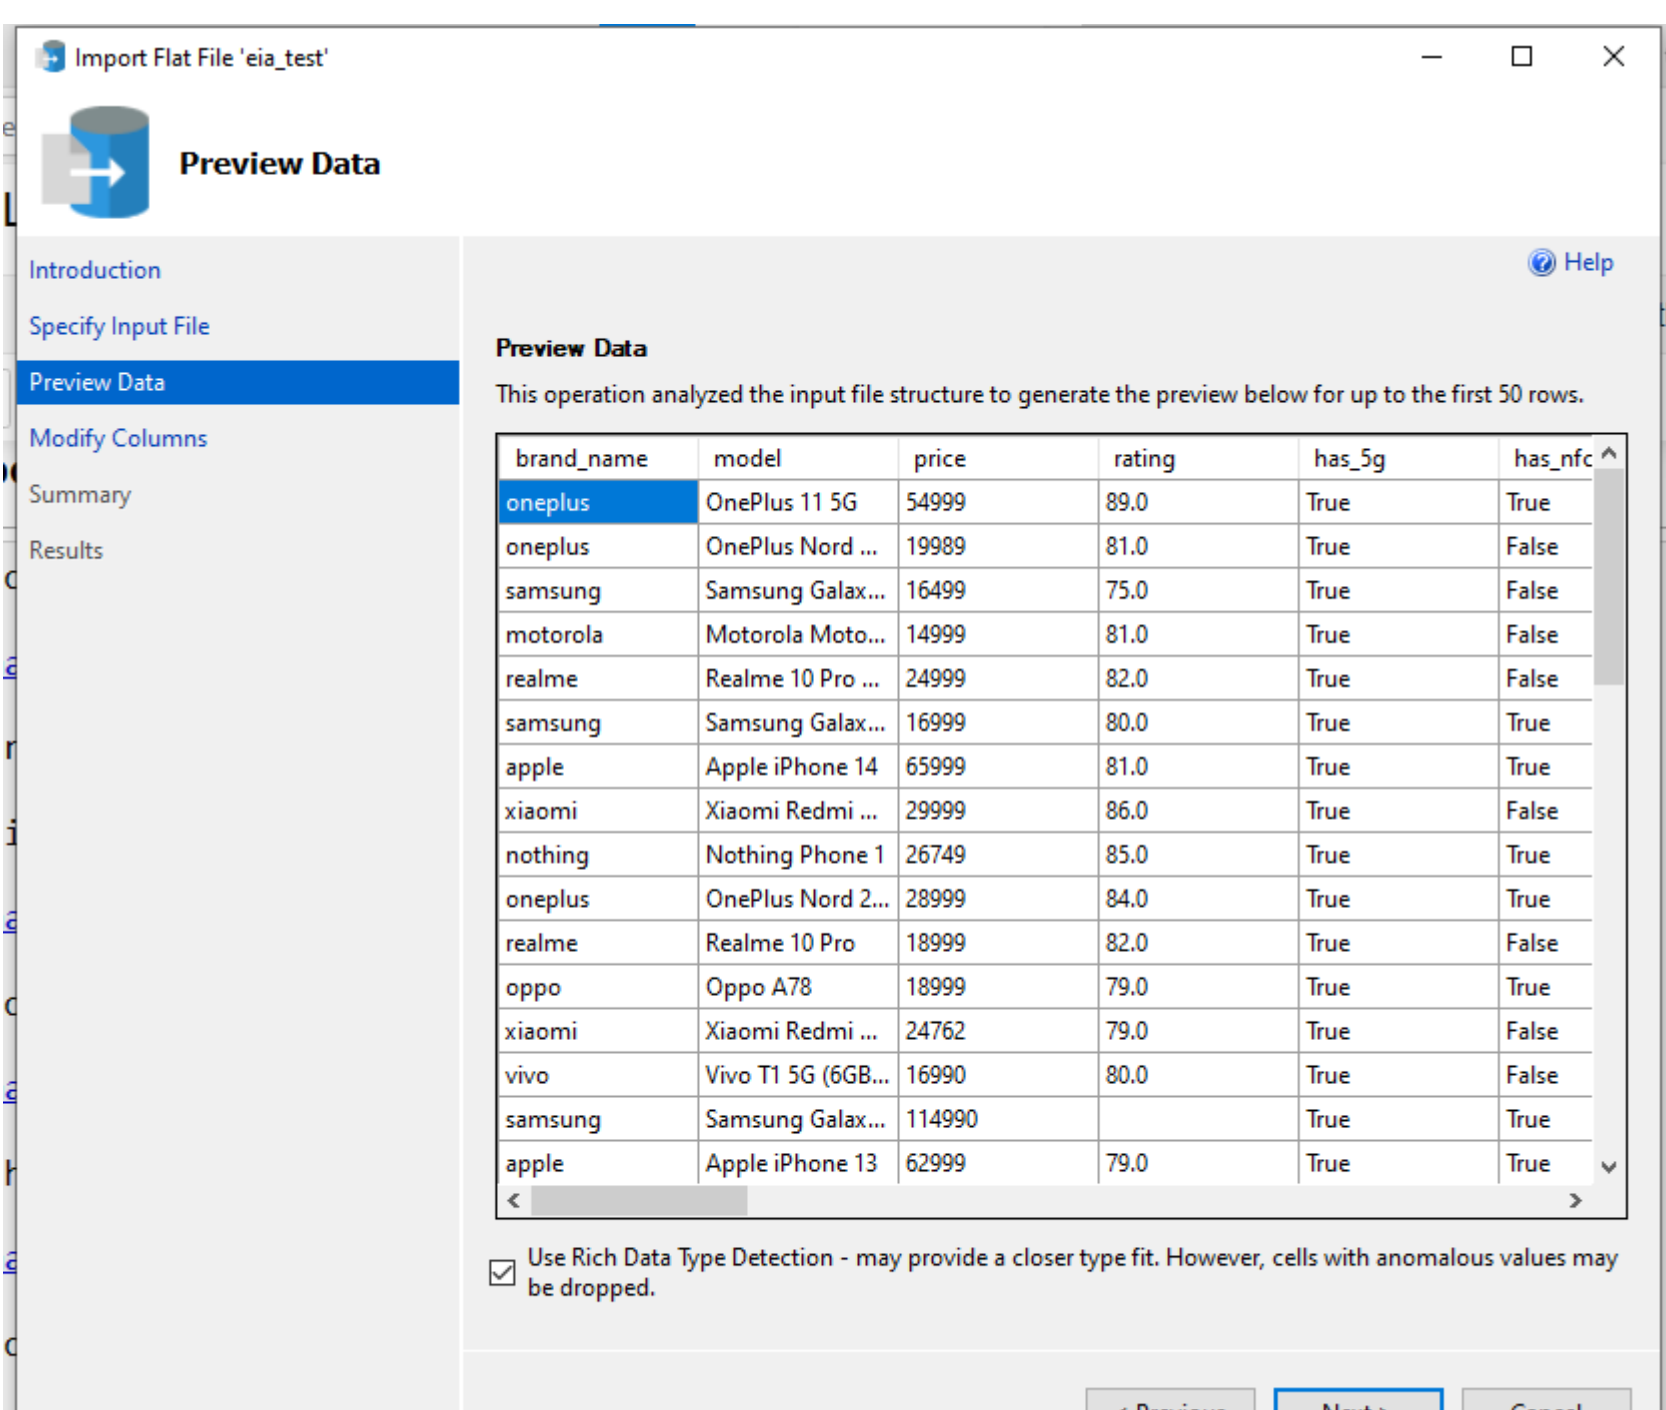 Import Flat File 'eia_test'
Preview Data
Introduction
Specify Input File
Preview Data
Modify Columns
Summary
Results
Help
Preview Data
This operation analyzed the input file structure to generate the preview below for up to the first 50 rows.
brand_name model price rating has_5g has_nfc
oneplus OnePlus 11 5G 54999 89.0 True True
oneplus OnePlus Nord ... 19989 81.0 True False
samsung Samsung Galax... 16499 75.0 True False
motorola Motorola Moto... 14999 81.0 True False
realme Realme 10 Pro ... 24999 82.0 True False
samsung Samsung Galax... 16999 80.0 True True
apple Apple iPhone 14 65999 81.0 True True
xiaomi Xiaomi Redmi ... 29999 86.0 True False
nothing Nothing Phone 1 26749 85.0 True True
oneplus OnePlus Nord 2... 28999 84.0 True True
realme Realme 10 Pro 18999 82.0 True False
oppo Oppo A78 18999 79.0 True True
xiaomi Xiaomi Redmi ... 24762 79.0 True False
vivo Vivo T1 5G (6GB... 16990 80.0 True False
samsung Samsung Galax... 114990 True True
apple Apple iPhone 13 62999 79.0 True True
Use Rich Data Type Detection - may provide a closer type fit. However, cells with anomalous values may
be dropped.
< Previous Next > Cancel